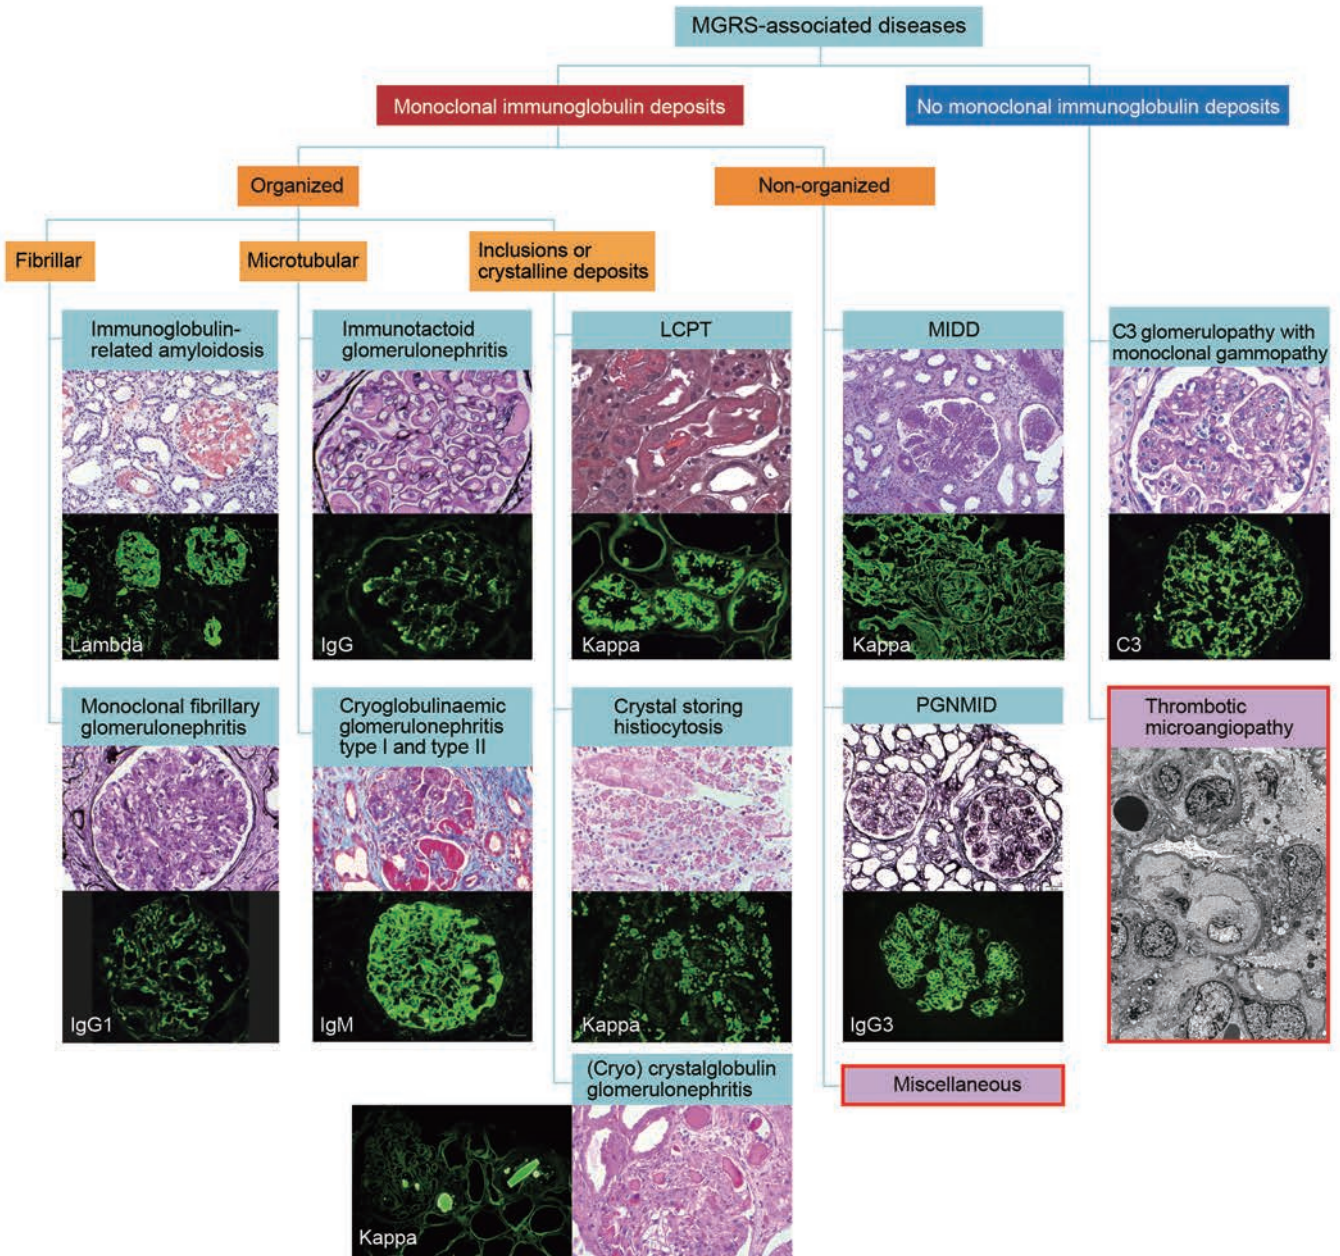 MGRS-associated diseases
Monoclonal immunoglobulin deposits
No monoclonal immunoglobulin deposits
Organized
Non-organized
Fibrillar
Microtubular
Inclusions or
crystalline deposits
Immunoglobulin-
related amyloidosis
Immunotactoid
glomerulonephritis
LCPT
MIDD
C3 glomerulopathy with
monoclonal gammopathy
Lambda
IgG
Kappa
Kappa
C3
Monoclonal fibrillary
glomerulonephritis
Cryoglobulinaemic
glomerulonephritis
type I and type II
Crystal storing
histiocytosis
PGNMID
Thrombotic
microangiopathy
IgG1
IgM
Kappa
IgG3
(Cryo) crystalglobulin
glomerulonephritis
Miscellaneous
Kappa